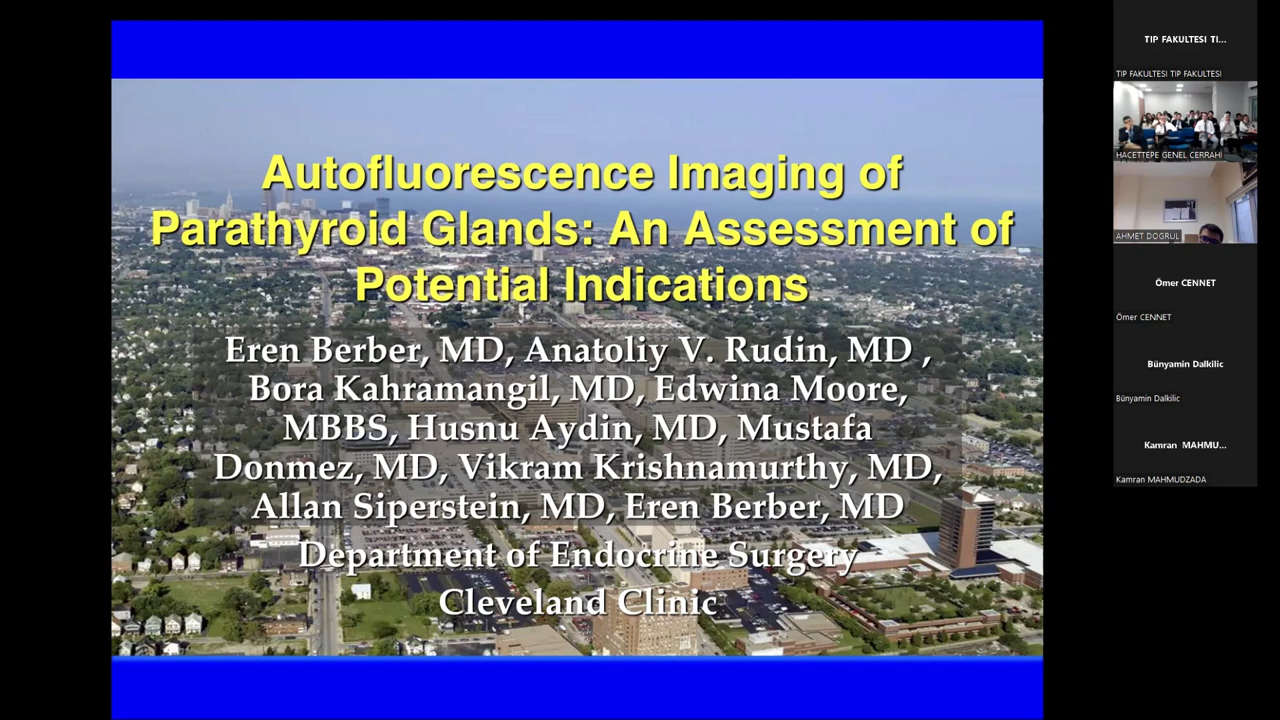 Autofluorescence Imaging of
Parathyroid Glands: An Assessment of
Potential Indications
Eren Berber, MD, Anatoliy V. Rudin, MD ,
Bora Kahramangil, MD, Edwina Moore,
MBBS, Husnu Aydin, MD, Mustafa
Donmez, MD, Vikram Krishnamurthy, MD,
Allan Siperstein, MD, Eren Berber, MD
Department of Endocrine Surgery
Cleveland Clinic
TIP FAKULTESI TI...
TIP FAKULTESI TIP FAKULTESI
HACETTEPE GENEL CERRAHİ
AHMET DOGRUL
Ömer CENNET
Ömer CENNET
Bünyamin Dalkilic
Bünyamin Dalkilic
Kamran MAHMU...
Kamran MAHMUDZADA